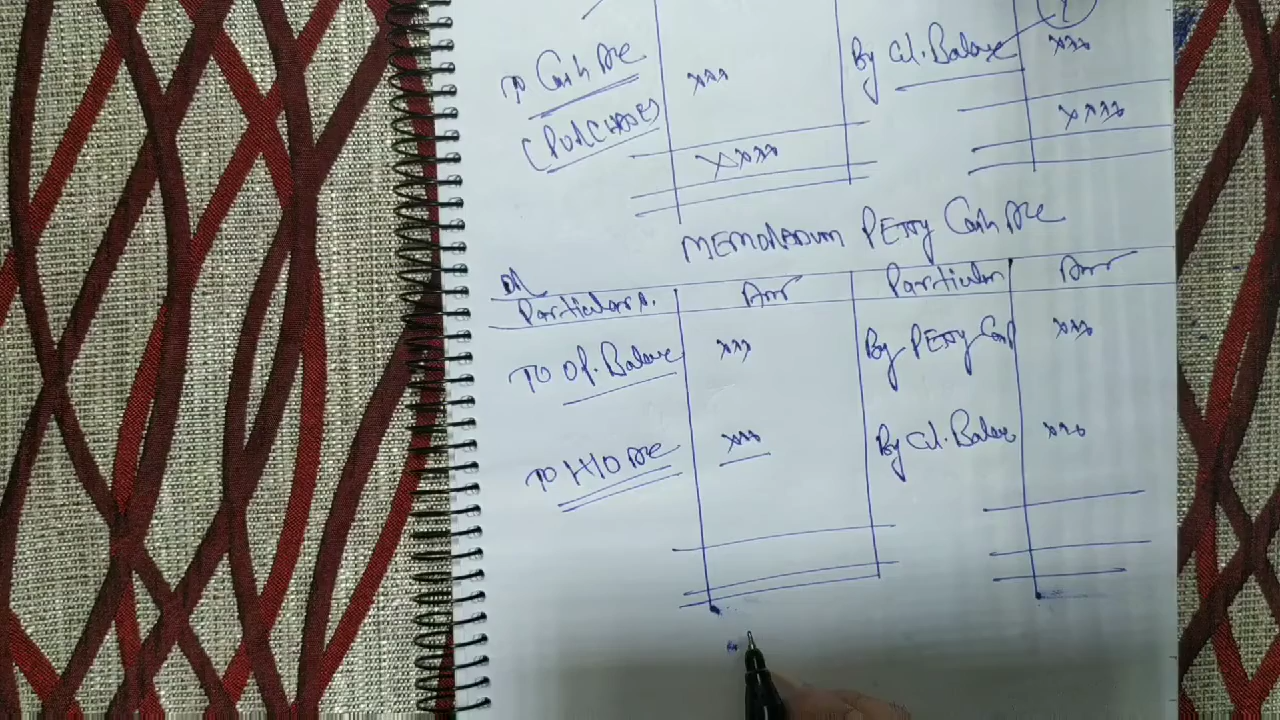 To Cash A/c xxx By Cl. Balance xxx
(PURCHASES) xxxx
xxxx
MEMORANDUM PETTY Cash A/c
Dr
Particulars. Amt Particular Amt
To Op. Balance xxx By PETTY Cash xxx
To H/O A/c xxx By Cl. Balance xxx